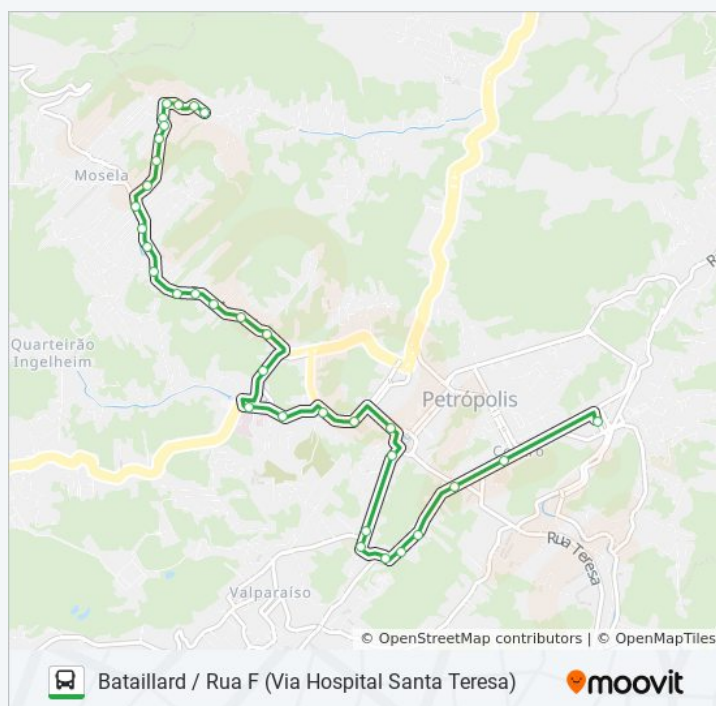 Mosela
Quarteirão
Ingelheim
Petrópolis
Rua Teresa
Valparaíso
© OpenStreetMap contributors | © OpenMapTiles
Bataillard / Rua F (Via Hospital Santa Teresa)
moovit